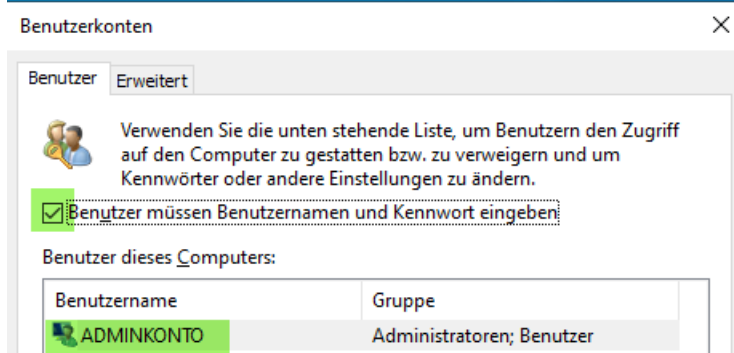 Benutzerkonten
Benutzer Erweitert
Verwenden Sie die unten stehende Liste, um Benutzern den Zugriff
auf den Computer zu gestatten bzw. zu verweigern und um
Kennwörter oder andere Einstellungen zu ändern.
Benutzer müssen Benutzernamen und Kennwort eingeben
Benutzer dieses Computers:
Benutzername Gruppe
ADMINKONTO Administratoren; Benutzer